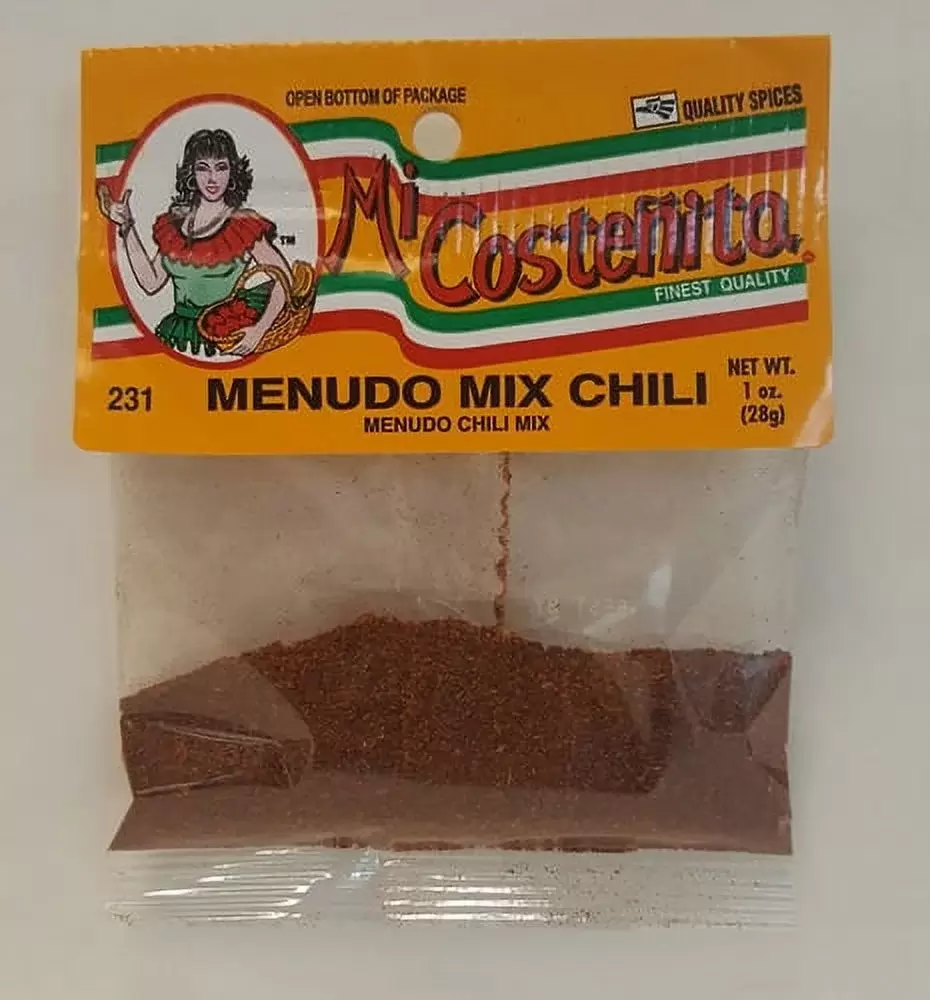 OPEN BOTTOM OF PACKAGE
QUALITY SPICES
Mi Costeñita
TM
FINEST QUALITY
231
MENUDO MIX CHILI
MENUDO CHILI MIX
NET WT.
1 oz.
(28g)